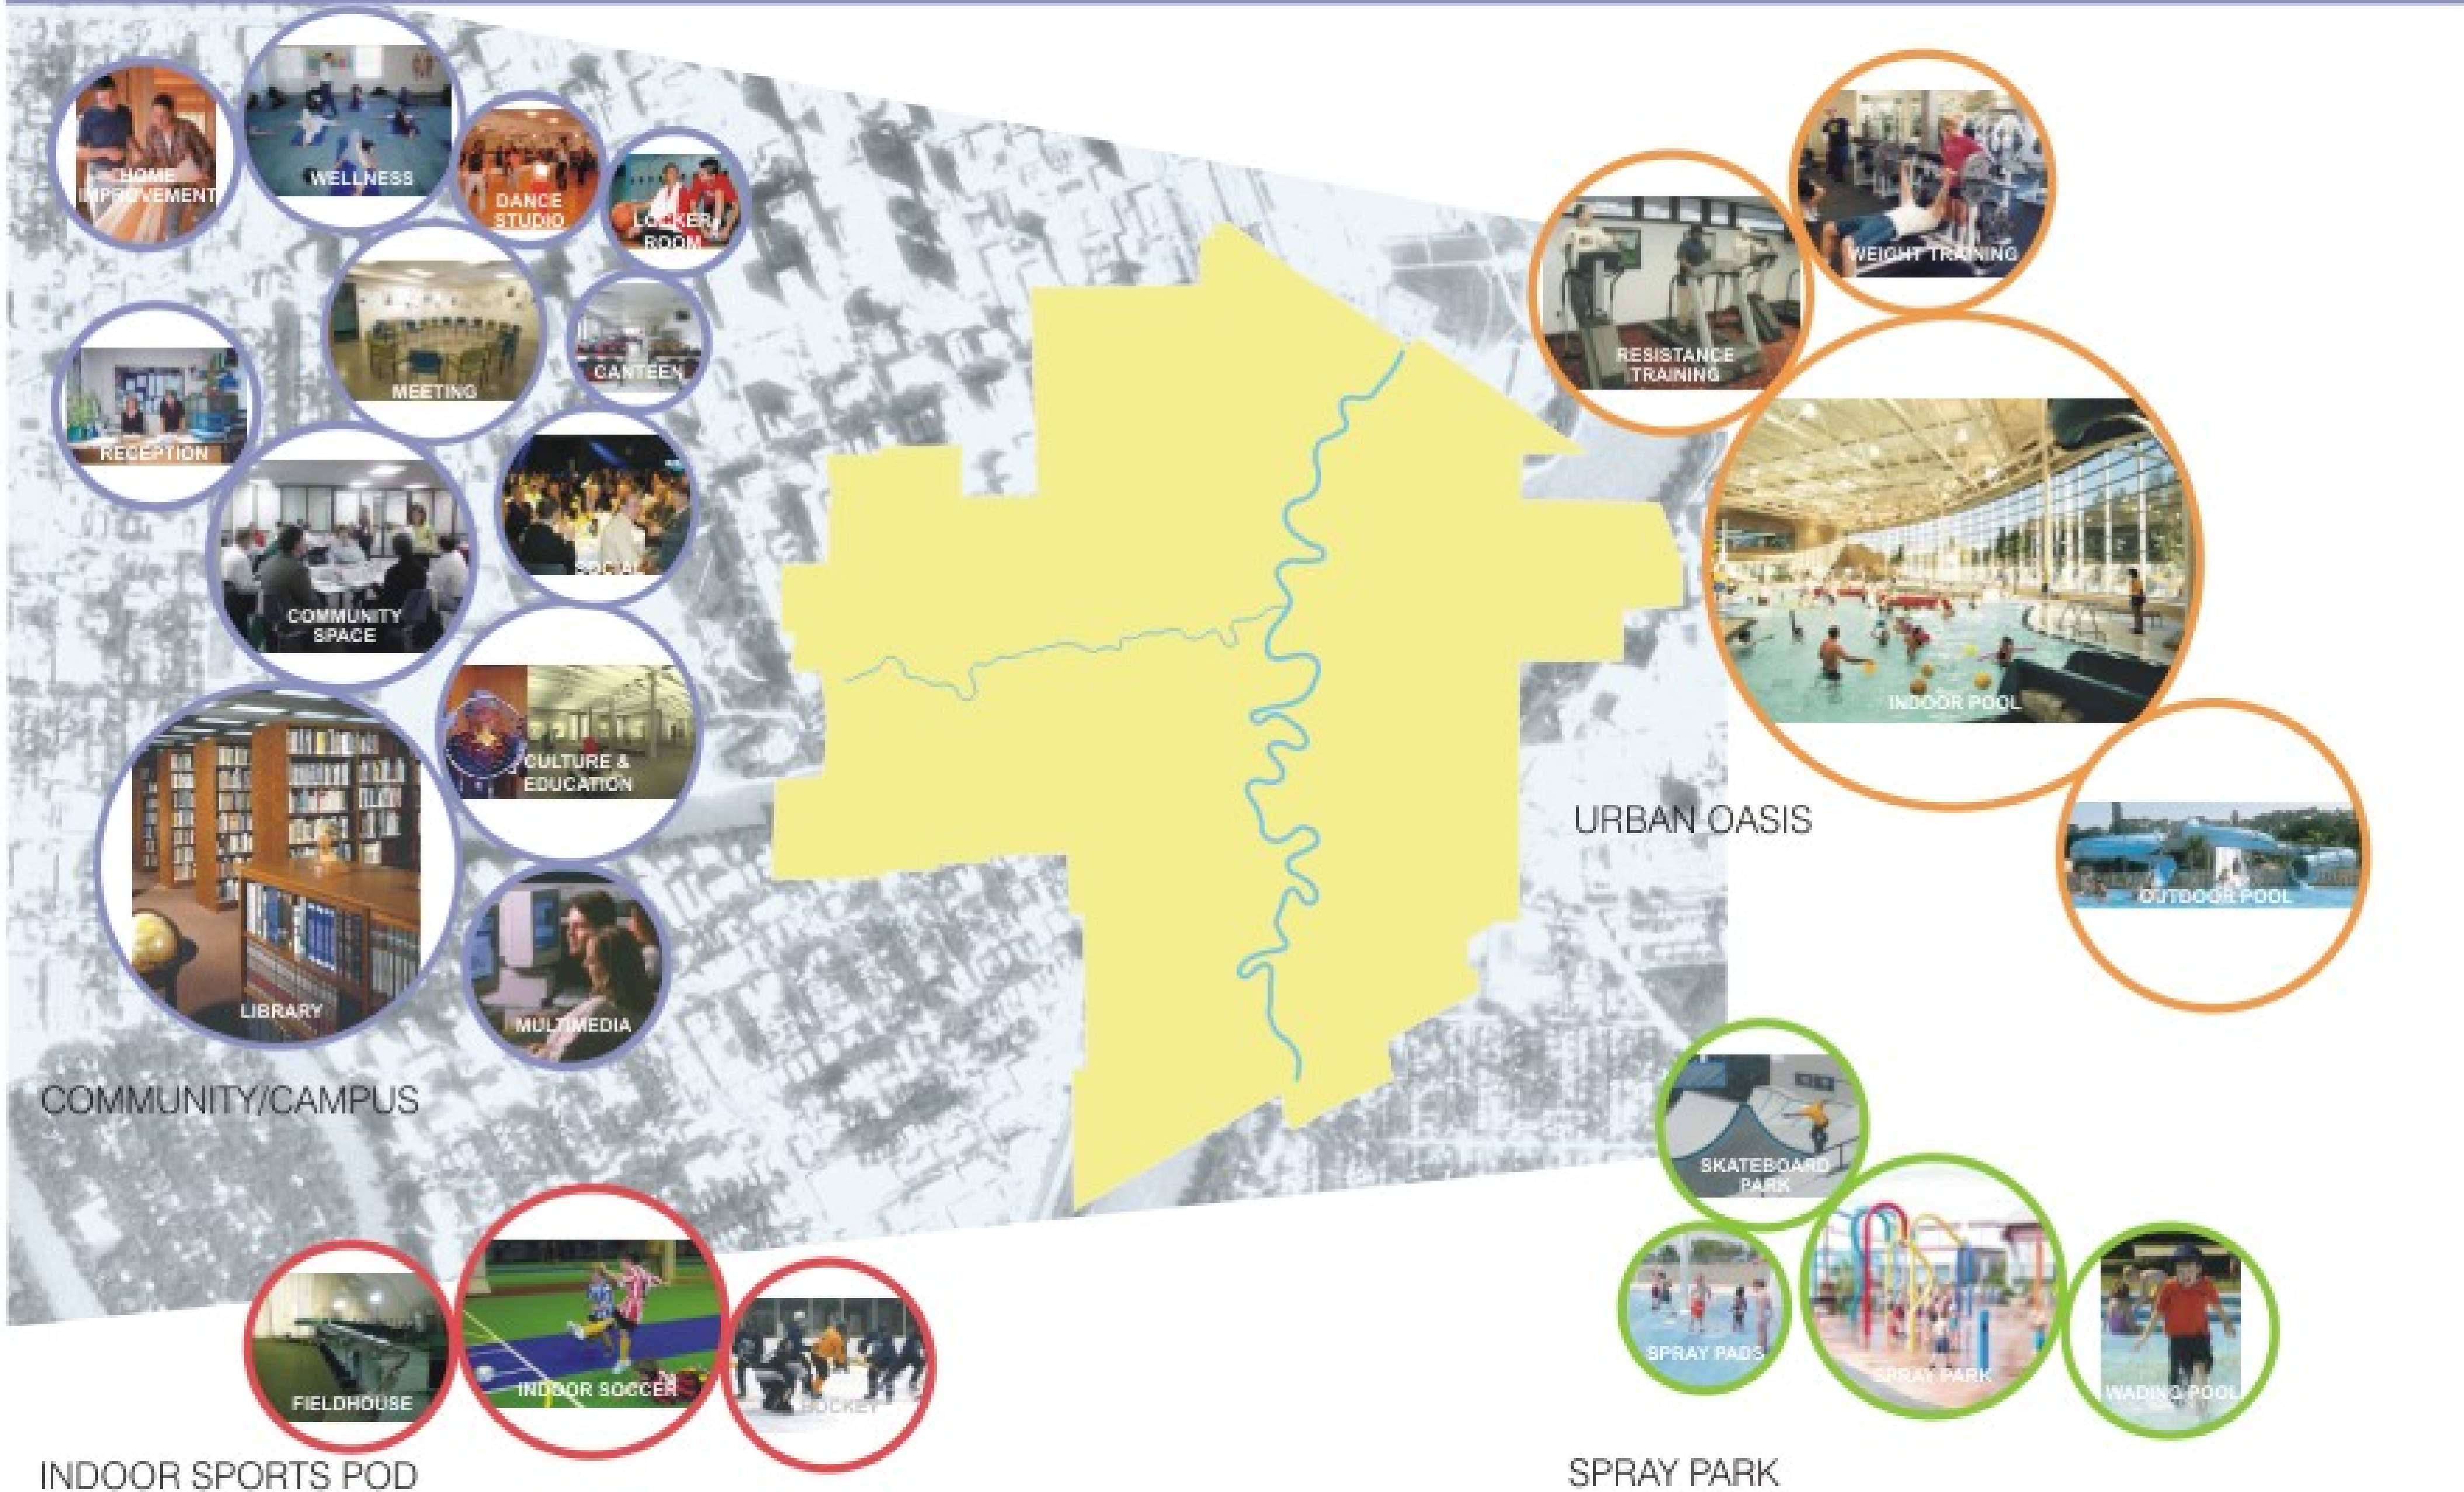 HOME
IMPROVEMENT
WELLNESS
DANCE
STUDIO
LOCKER
ROOM
MEETING
CANTEEN
RECEPTION
COMMUNITY
SPACE
SOCIAL
CULTURE &
EDUCATION
LIBRARY
MULTIMEDIA
COMMUNITY/CAMPUS
RESISTANCE
TRAINING
WEIGHT TRAINING
INDOOR POOL
OUTDOOR POOL
URBAN OASIS
FIELDHOUSE
INDOOR SOCCER
HOCKEY
INDOOR SPORTS POD
SKATEBOARD
PARK
SPRAY PADS
SPRAY PARK
WADING POOL
SPRAY PARK